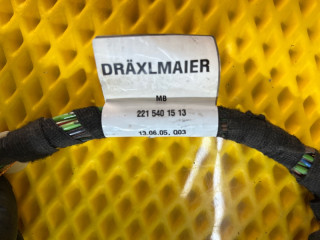 DRÄXLMAIER
MB
221 540 15 13
13.06.05, 003